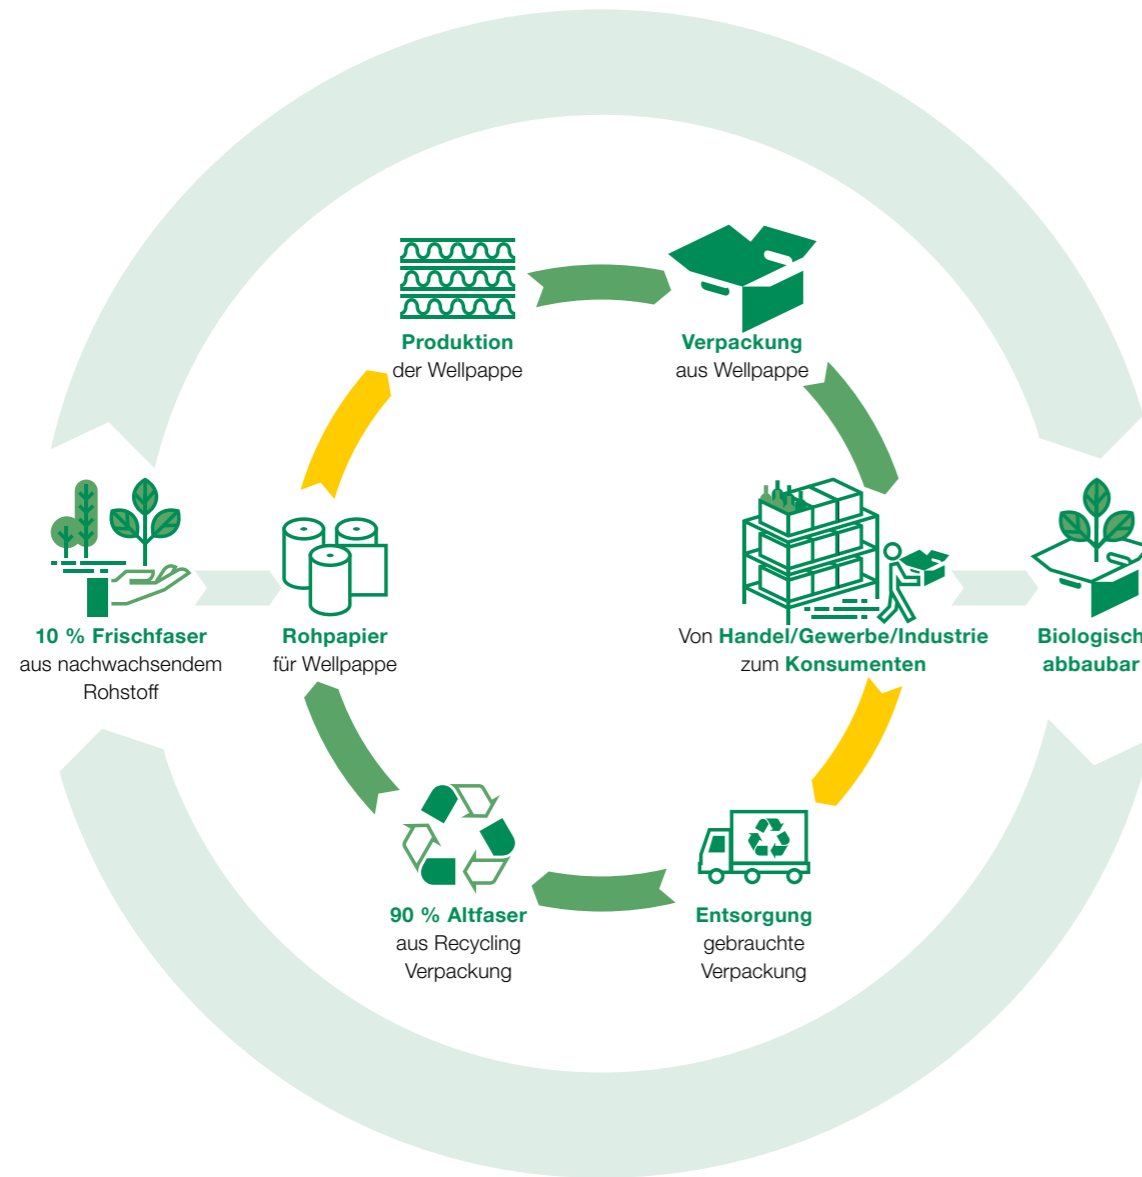 Produktion
der Wellpappe
Verpackung
aus Wellpappe
10 % Frischfaser
aus nachwachsendem
Rohstoff
Rohpapier
für Wellpappe
Von Handel/Gewerbe/Industrie
zum Konsumenten
Biologisch
abbaubar
90 % Altfaser
aus Recycling
Verpackung
Entsorgung
gebrauchte
Verpackung